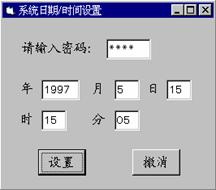 系统日期/时间设置
请输入密码: ****
年 1997 月 5 日 15
时 15 分 05
设置 撤消